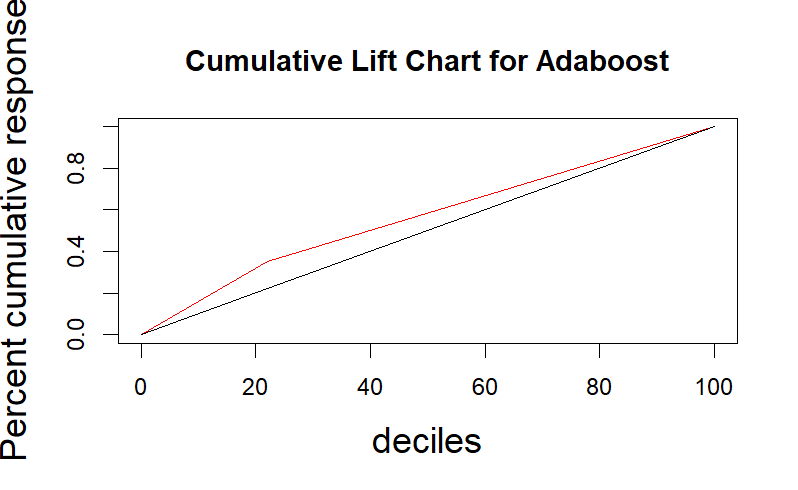 Cumulative Lift Chart for Adaboost
Percent cumulative response
0.8
0.4
0.0
0 20 40 60 80 100
deciles